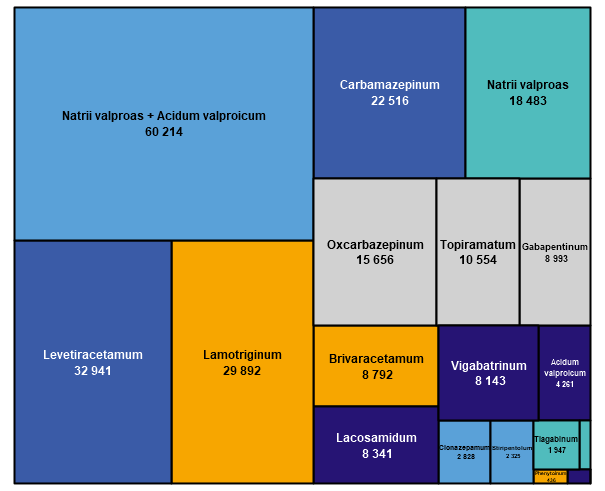 Natrii valproas + Acidum valproicum
60 214
Carbamazepinum
22 516
Natrii valproas
18 483
Oxcarbazepinum
15 656
Topiramatum
10 554
Gabapentinum
8 993
Levetiracetamum
32 941
Lamotriginum
29 892
Brivaracetamum
8 792
Vigabatrinum
8 143
Acidum
valproicum
4 261
Lacosamidum
8 341
Clonazepamum
2 828
Stiripentolum
2 325
Tiagabinum
1 947
Phenytoinum
436